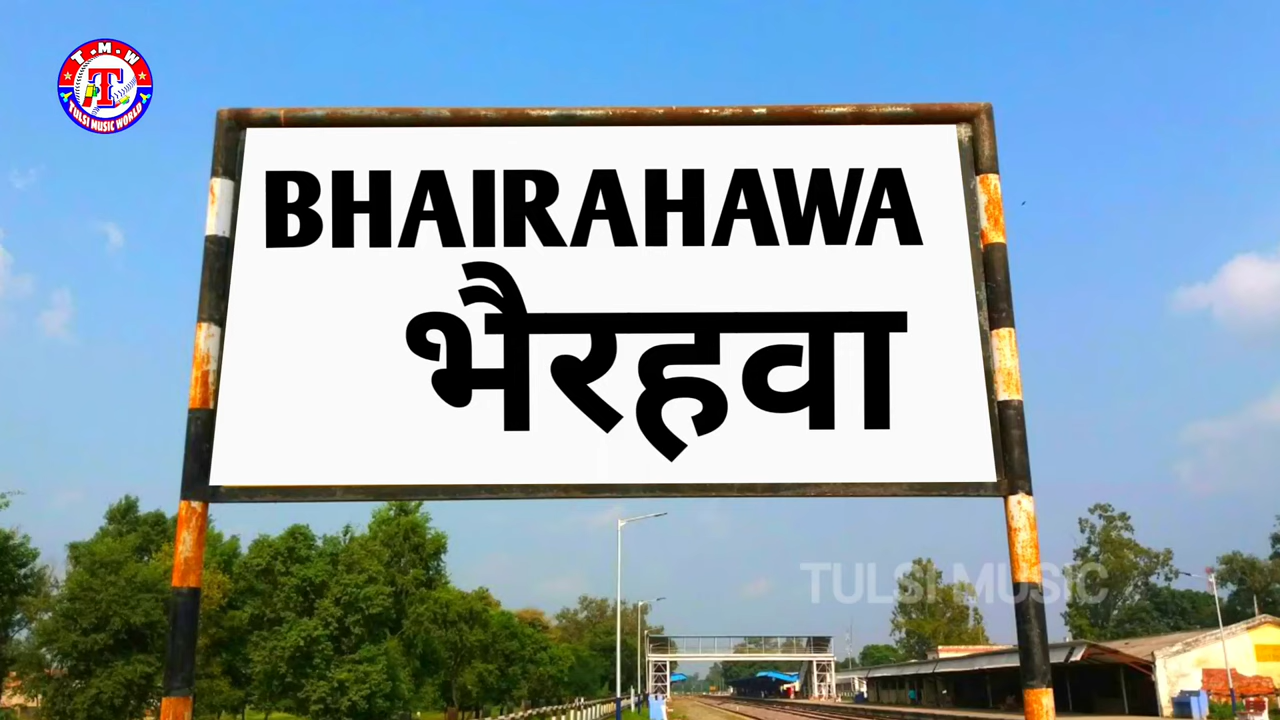 T.M.W
T
TULSI MUSIC WORLD
BHAIRAHAWA
भैरहवा
TULSI MUSIC